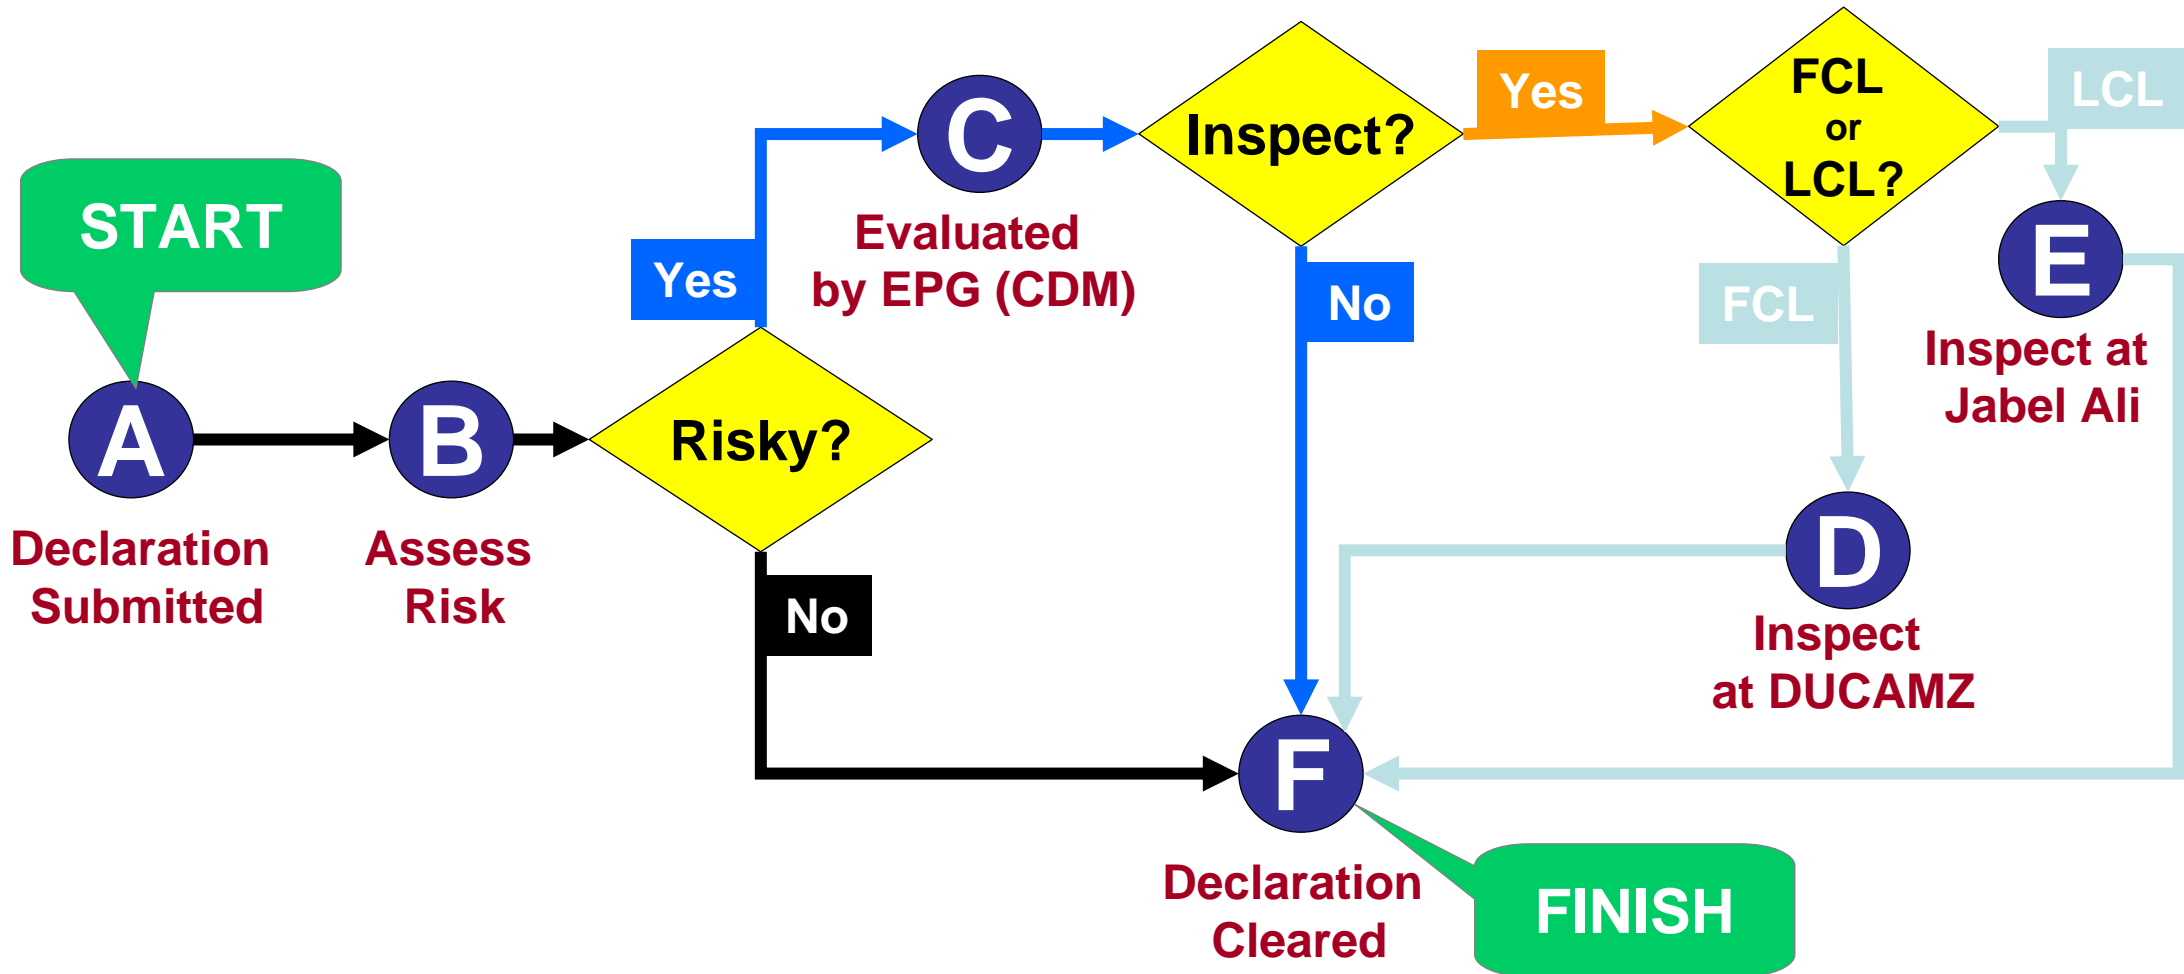 START
A
Declaration
Submitted
B
Assess
Risk
Risky?
Yes
No
C
Evaluated
by EPG (CDM)
Inspect?
Yes
No
FCL
or
LCL?
LCL
FCL
E
Inspect at
Jabel Ali
D
Inspect
at DUCAMZ
F
Declaration
Cleared
FINISH